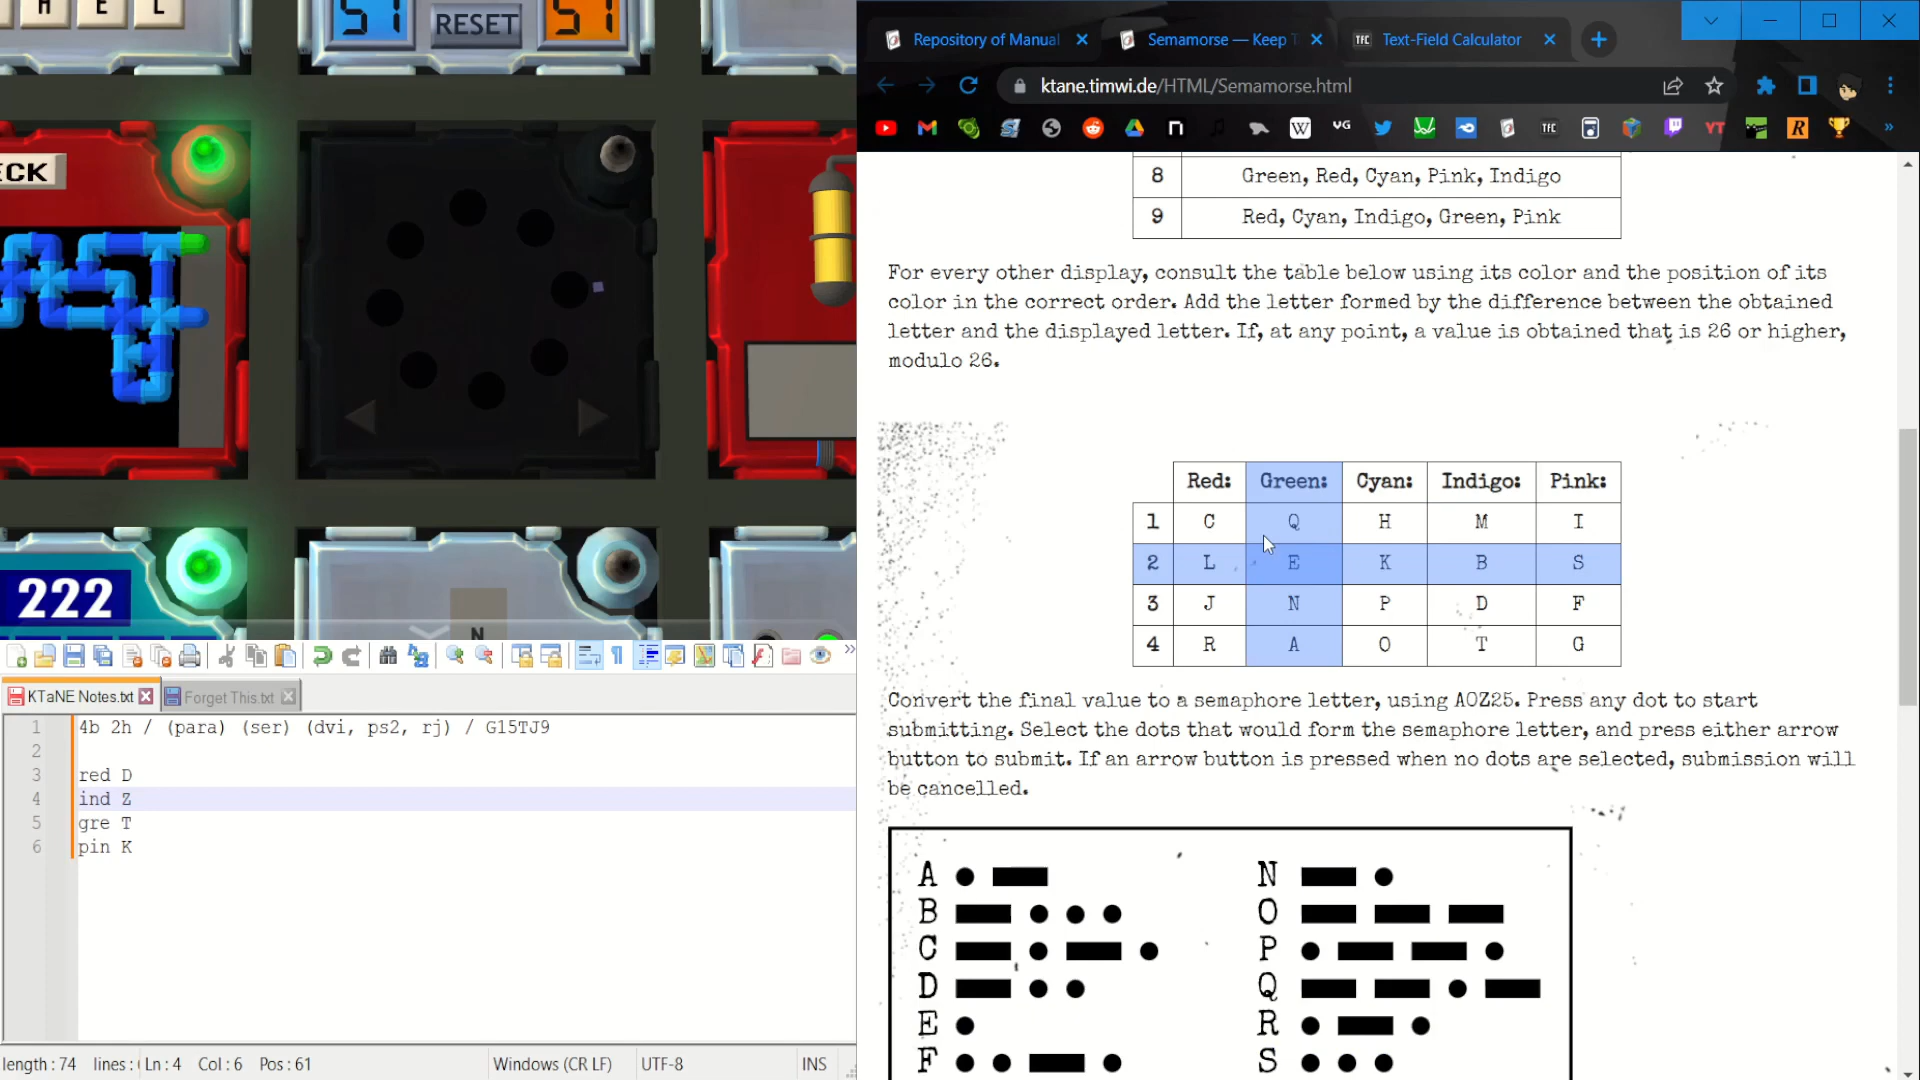 H E L
51 RESET 51
ECK
222
N
Repository of Manual
Semamorse — Keep T
TFC Text-Field Calculator
ktane.timwi.de/HTML/Semamorse.html
W VG TFC YT R »
8 Green, Red, Cyan, Pink, Indigo
9 Red, Cyan, Indigo, Green, Pink
For every other display, consult the table below using its color and the position of its
color in the correct order. Add the letter formed by the difference between the obtained
letter and the displayed letter. If, at any point, a value is obtained that is 26 or higher,
modulo 26.
Red: Green: Cyan: Indigo: Pink:
1 C Q H M I
2 L E K B S
3 J N P D F
4 R A O T G
Convert the final value to a semaphore letter, using A0Z25. Press any dot to start
submitting. Select the dots that would form the semaphore letter, and press either arrow
button to submit. If an arrow button is pressed when no dots are selected, submission will
be cancelled.
A N
B O
C P
D Q
E R
F S
KTaNE Notes.txt Forget This.txt
1 4b 2h / (para) (ser) (dvi, ps2, rj) / G15TJ9
2
3 red D
4 ind Z
5 gre T
6 pin K
length : 74 lines : Ln : 4 Col : 6 Pos : 61 Windows (CR LF) UTF-8 INS